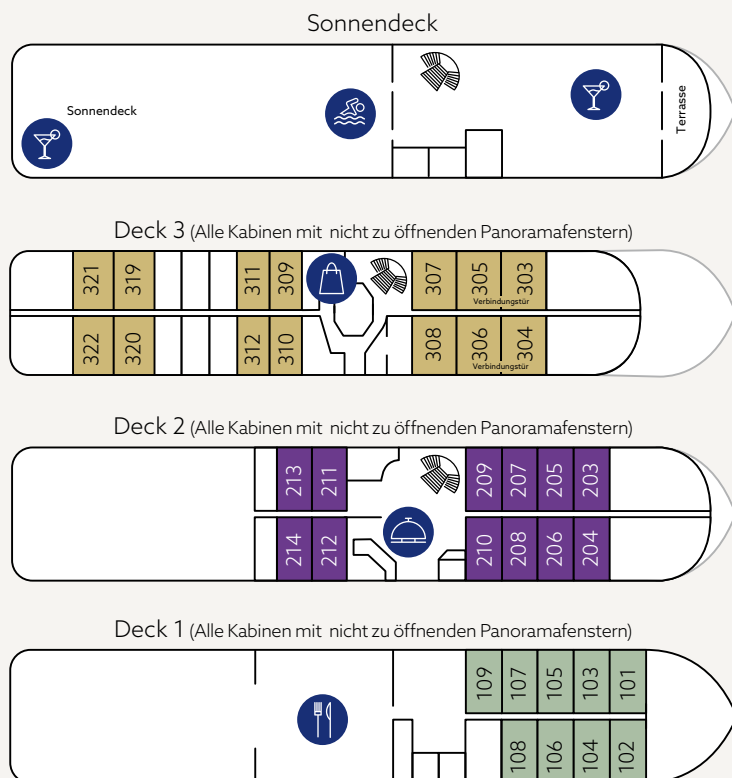 Sonnendeck
Sonnendeck
Terrasse
Deck 3 (Alle Kabinen mit nicht zu öffnenden Panoramafenstern)
321 319 311 309 307 305 303
Verbindungstür
322 320 312 310 308 306 304
Verbindungstür
Deck 2 (Alle Kabinen mit nicht zu öffnenden Panoramafenstern)
213 211 209 207 205 203
214 212 210 208 206 204
Deck 1 (Alle Kabinen mit nicht zu öffnenden Panoramafenstern)
109 107 105 103 101
108 106 104 102